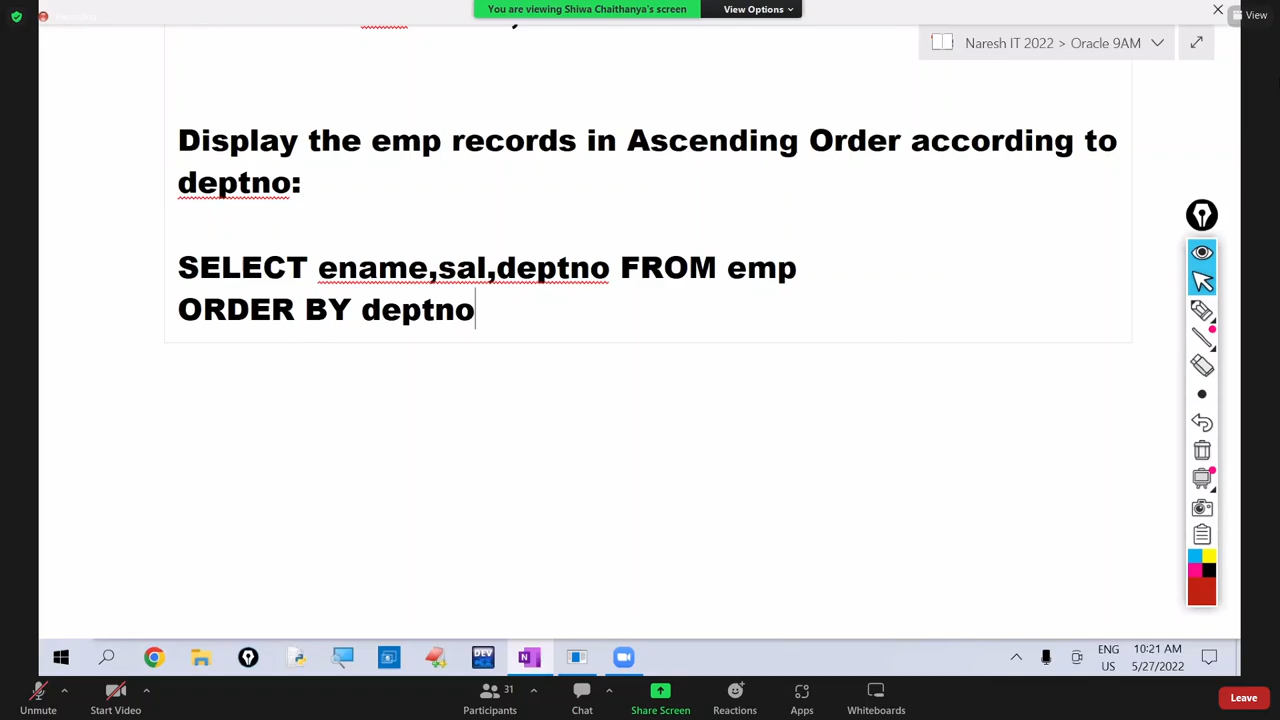 You are viewing Shiwa Chaithanya's screen
View Options
View
Naresh IT 2022 > Oracle 9AM
Display the emp records in Ascending Order according to
deptno:
SELECT ename,sal,deptno FROM emp
ORDER BY deptno
DEV
ENG
US
10:21 AM
5/27/2022
Unmute
Start Video
31
Participants
Chat
Share Screen
Reactions
Apps
Whiteboards
Leave